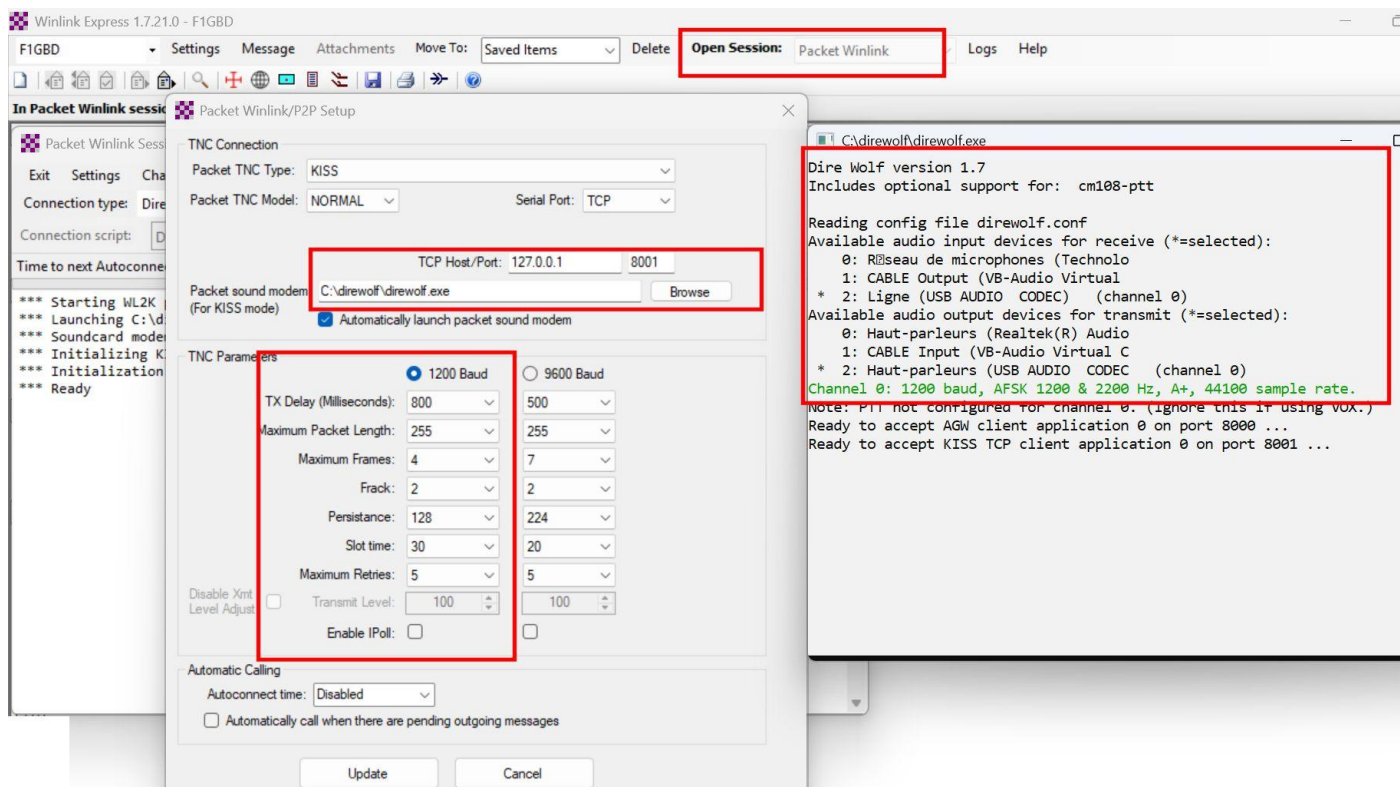 Winlink Express 1.7.21.0 - F1GBD
F1GBD Settings Message Attachments Move To: Saved Items Delete Open Session: Packet Winlink Logs Help
In Packet Winlink sessio
Packet Winlink Sess
Exit Settings Cha
Connection type: Dire
Connection script: D
Time to next Autoconne
*** Starting WL2K
*** Launching C:\d
*** Soundcard mode
*** Initializing K
*** Initialization
*** Ready
Packet Winlink/P2P Setup
TNC Connection
Packet TNC Type: KISS
Packet TNC Model: NORMAL Serial Port: TCP
TCP Host/Port: 127.0.0.1 8001
Packet sound modem C:\direwolf\direwolf.exe Browse
(For KISS mode)
Automatically launch packet sound modem
TNC Parameters
1200 Baud 9600 Baud
TX Delay (Milliseconds): 800 500
Maximum Packet Length: 255 255
Maximum Frames: 4 7
Frack: 2 2
Persistance: 128 224
Slot time: 30 20
Maximum Retries: 5 5
Disable Xmt
Level Adjust Transmit Level: 100 100
Enable IPoll:
Automatic Calling
Autoconnect time: Disabled
Automatically call when there are pending outgoing messages
Update Cancel
C:\direwolf\direwolf.exe
Dire Wolf version 1.7
Includes optional support for: cm108-ptt
Reading config file direwolf.conf
Available audio input devices for receive (*=selected):
0: R�seau de microphones (Technolo
1: CABLE Output (VB-Audio Virtual
* 2: Ligne (USB AUDIO CODEC) (channel 0)
Available audio output devices for transmit (*=selected):
0: Haut-parleurs (Realtek(R) Audio
1: CABLE Input (VB-Audio Virtual C
* 2: Haut-parleurs (USB AUDIO CODEC (channel 0)
Channel 0: 1200 baud, AFSK 1200 & 2200 Hz, A+, 44100 sample rate.
Note: PTT not configured for channel 0. (Ignore this if using VOX.)
Ready to accept AGW client application 0 on port 8000 ...
Ready to accept KISS TCP client application 0 on port 8001 ...